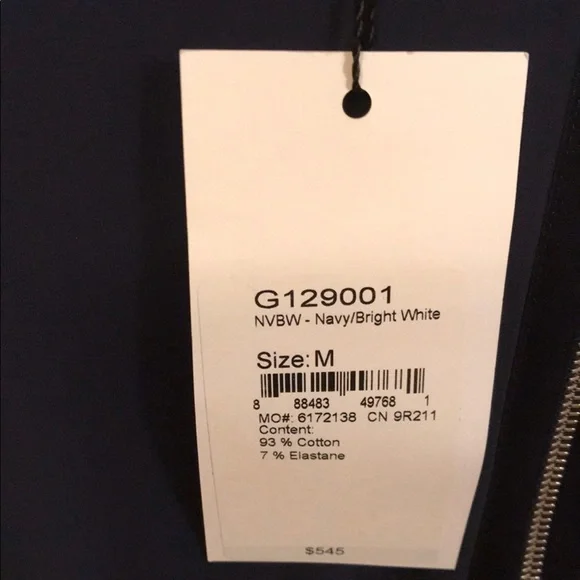 G129001
NVBW - Navy/Bright White
Size: M
8 88483 49768 1
MO#: 6172138 CN 9R211
Content:
93 % Cotton
7 % Elastane
$545